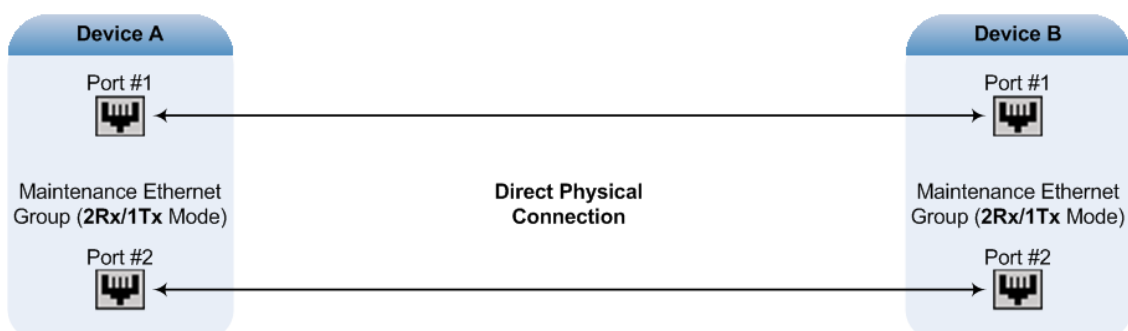 Device A
Device B
Port #1
Port #1
Maintenance Ethernet
Group (2Rx/1Tx Mode)
Direct Physical
Connection
Maintenance Ethernet
Group (2Rx/1Tx Mode)
Port #2
Port #2